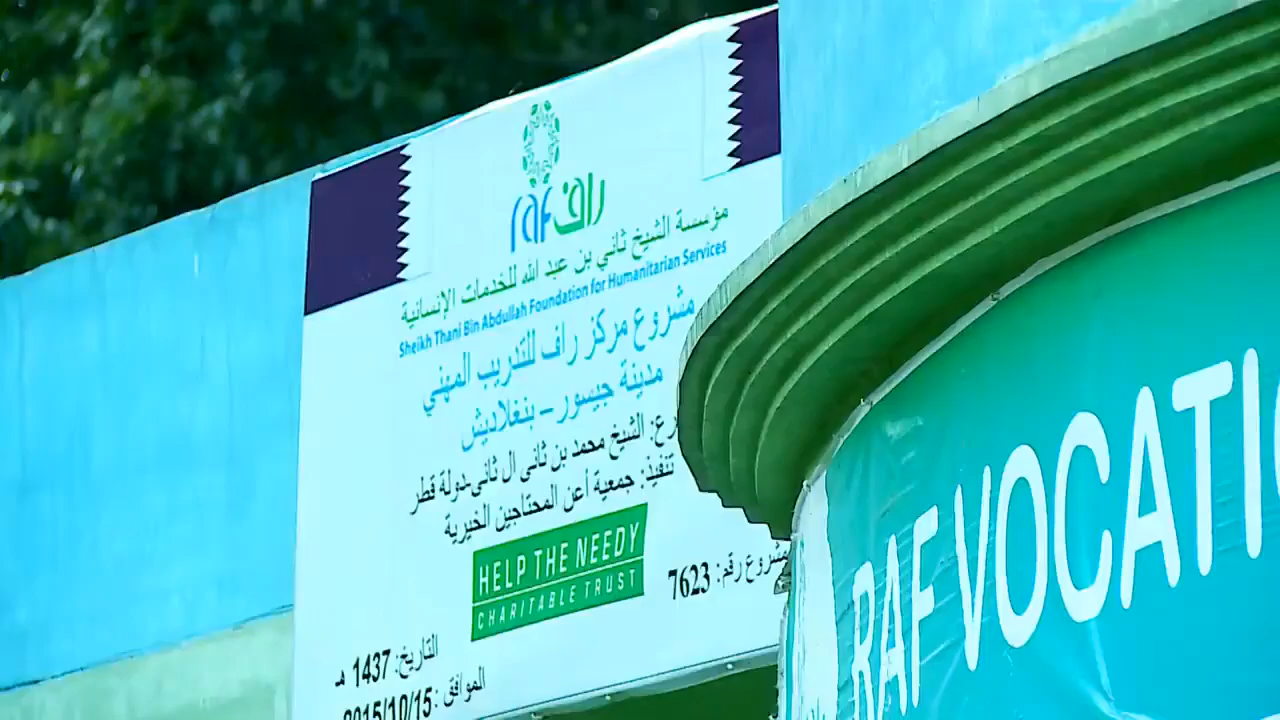 raf راف
مؤسسة الشيخ ثاني بن عبد الله للخدمات الإنسانية
Sheikh Thani Bin Abdullah Foundation for Humanitarian Services
مشروع مركز راف للتدريب المهني
مدينة جيسور - بنغلاديش
الشيخ محمد بن ثاني ال ثاني-دولة قطر
تنفيذ: جمعية أعن المحتاجين الخيرية
HELP THE NEEDY
CHARITABLE TRUST
مشروع رقم: 7623
التاريخ: 1437 هـ
الموافق: 2015/10/15
RAF VOCATI